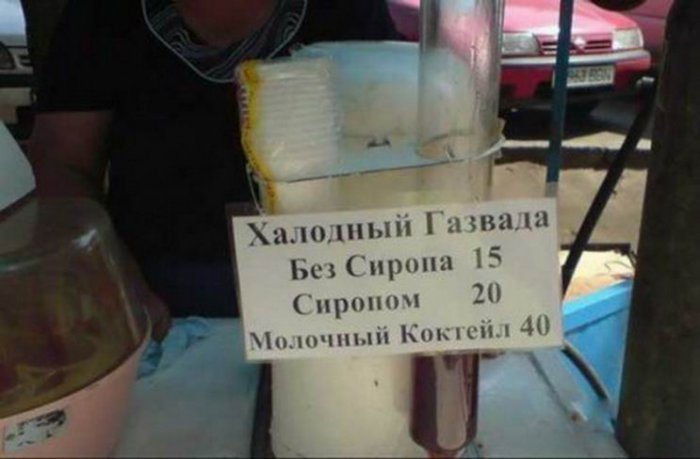 Халодный Газвада
Без Сиропа 15
Сиропом 20
Молочный Коктейл 40